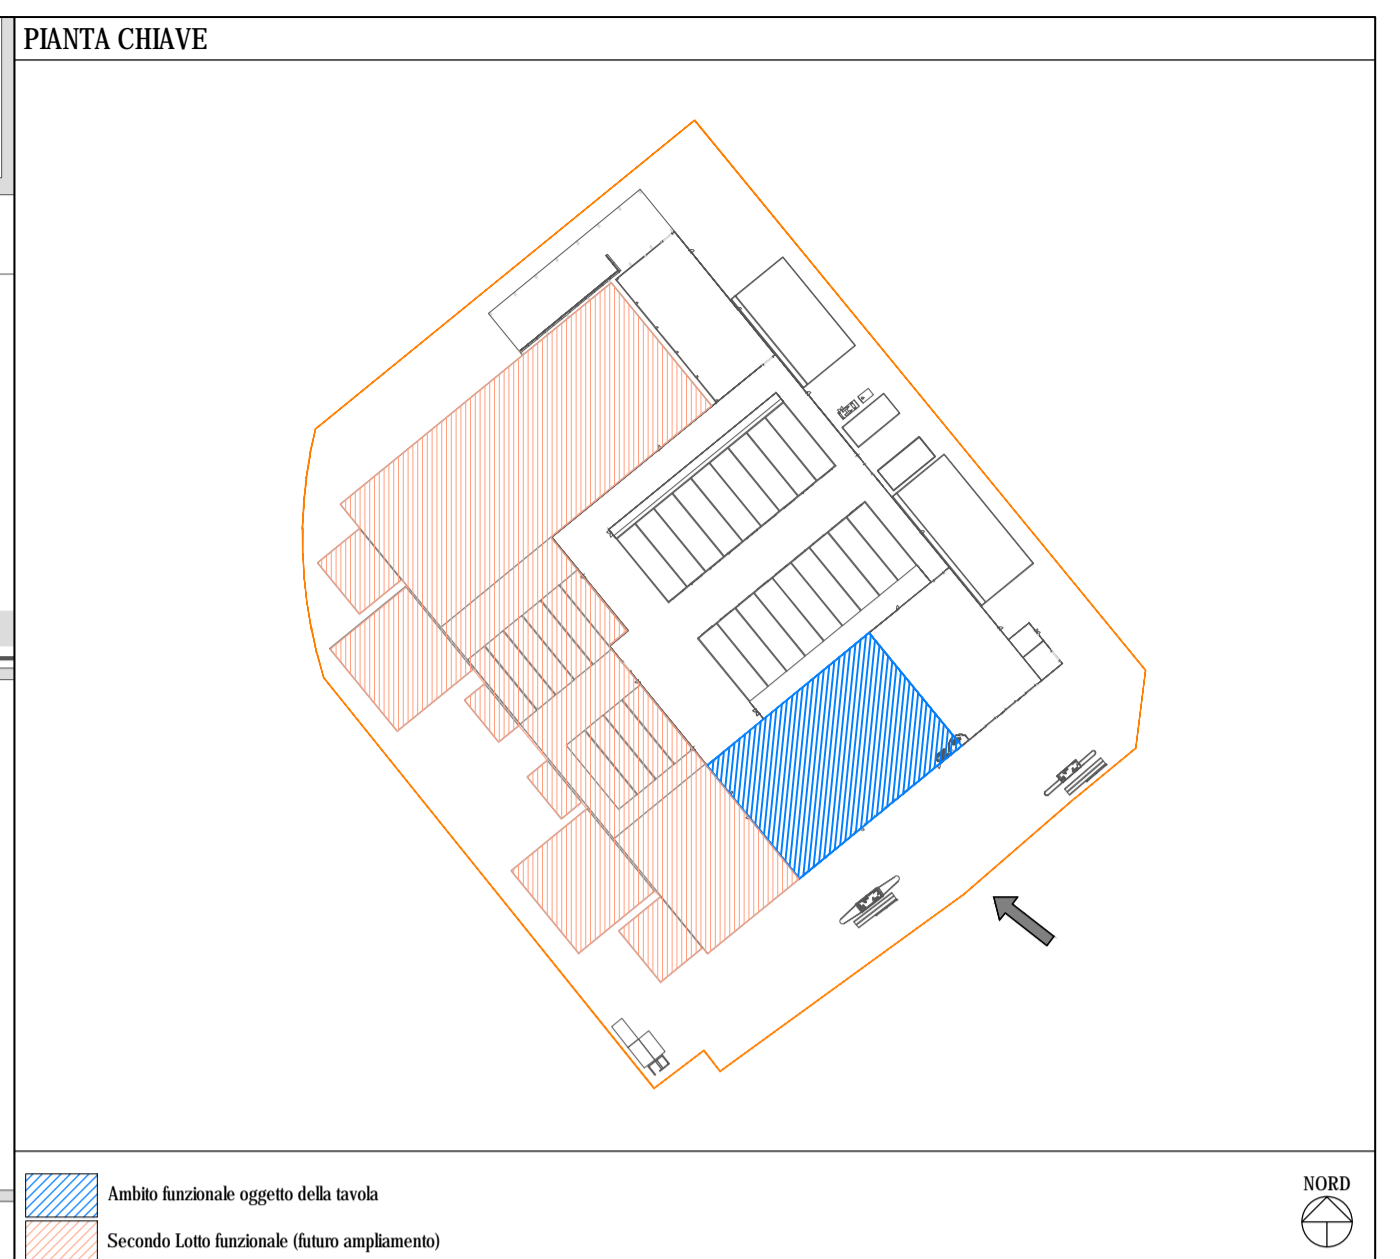 PIANTA CHIAVE
Ambito funzionale oggetto della tavola
NORD
Secondo Lotto funzionale (futuro ampliamento)